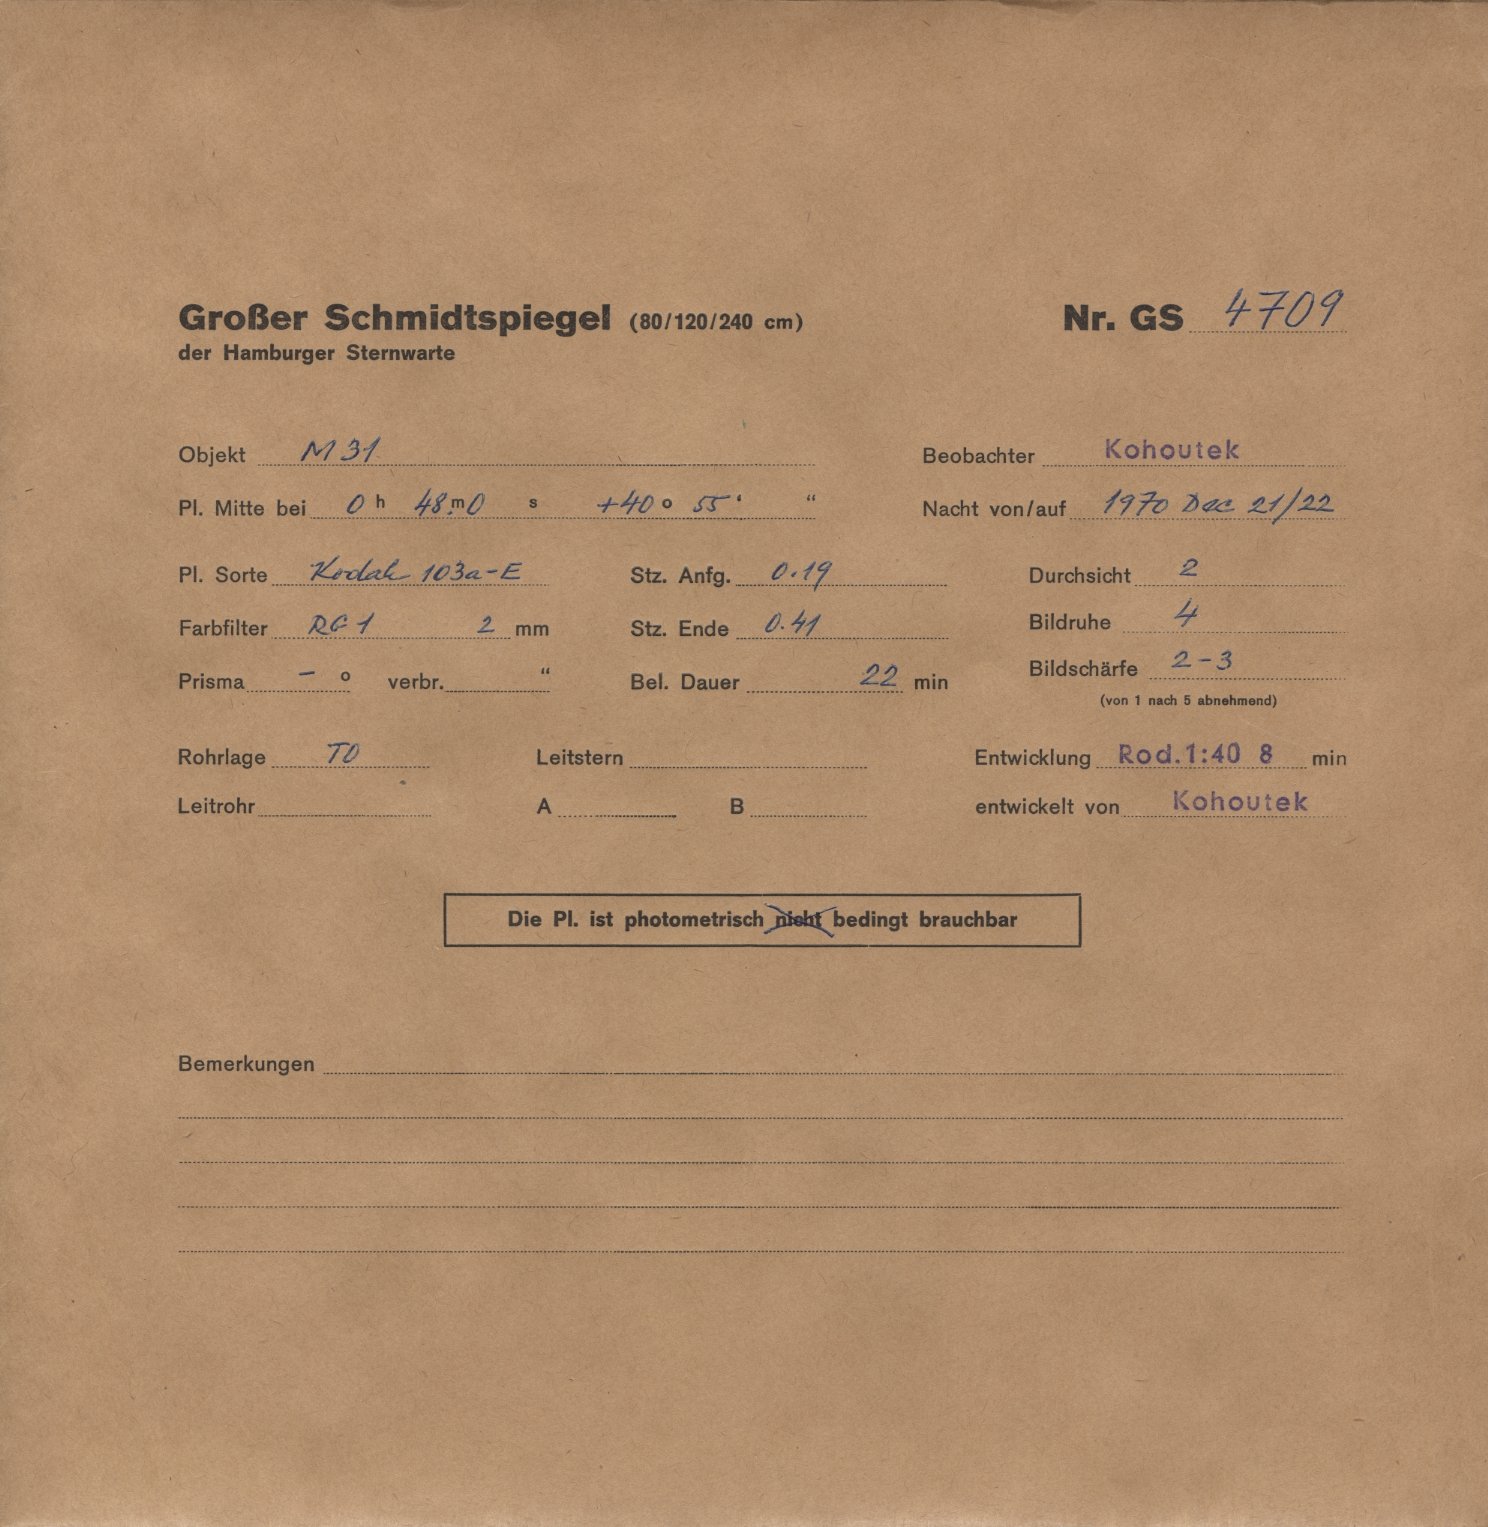 Großer Schmidtspiegel (80/120/240 cm) Nr. GS 4709
der Hamburger Sternwarte
Objekt M 31 Beobachter Kohoutek
Pl. Mitte bei 0 h 48.m0 s +40 o 55 ' “ Nacht von/auf 1970 Dec 21/22
Pl. Sorte Kodak 103a-E Stz. Anfg. 0.19 Durchsicht 2
Farbfilter RG 1 2 mm Stz. Ende 0.41 Bildruhe 4
Prisma – o verbr. “ Bel. Dauer 22 min Bildschärfe 2-3
(von 1 nach 5 abnehmend)
Rohrlage TO Leitstern Entwicklung Rod.1:40 8 min
Leitrohr A B entwickelt von Kohoutek
Die Pl. ist photometrisch nicht bedingt brauchbar
Bemerkungen